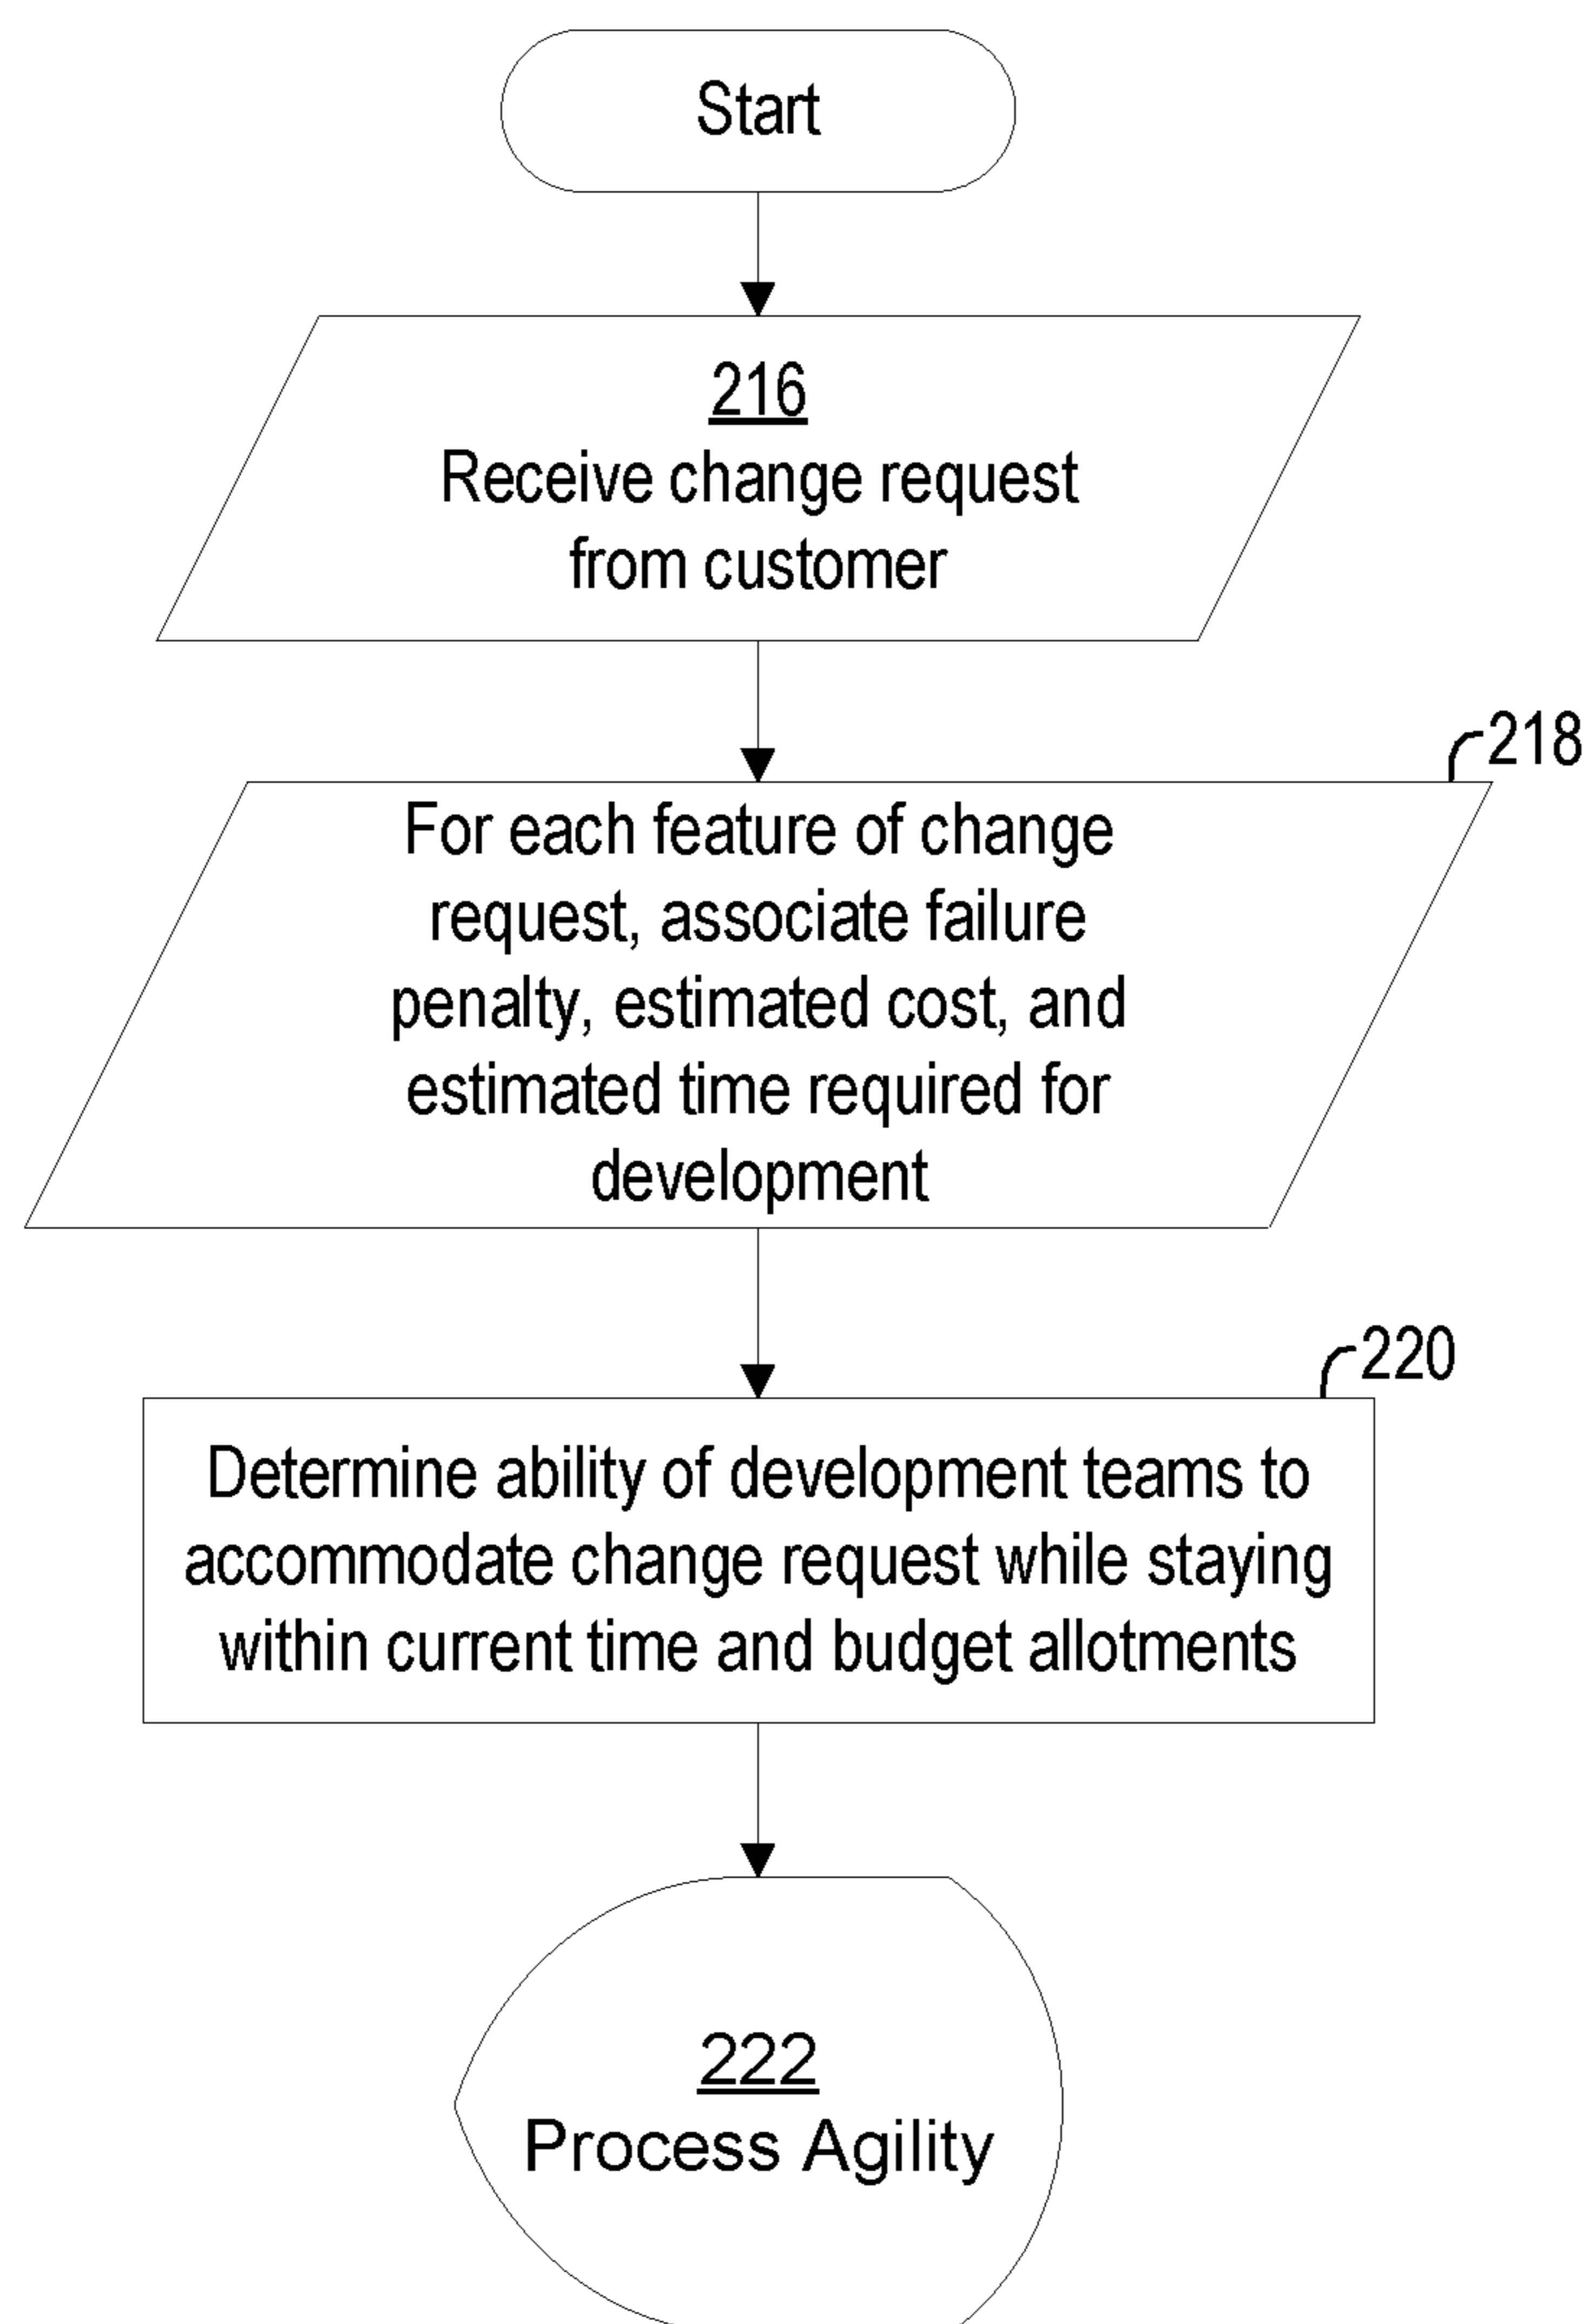 Start
216
Receive change request
from customer
218
For each feature of change
request, associate failure
penalty, estimated cost, and
estimated time required for
development
220
Determine ability of development teams to
accommodate change request while staying
within current time and budget allotments
222
Process Agility